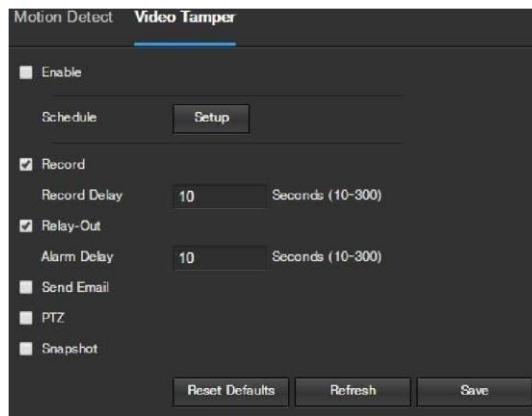 Motion Detect Video Tamper
Enable
Schedule Setup
Record
Record Delay 10 Seconds (10-300)
Relay-Out
Alarm Delay 10 Seconds (10-300)
Send Email
PTZ
Snapshot
Reset Defaults Refresh Save